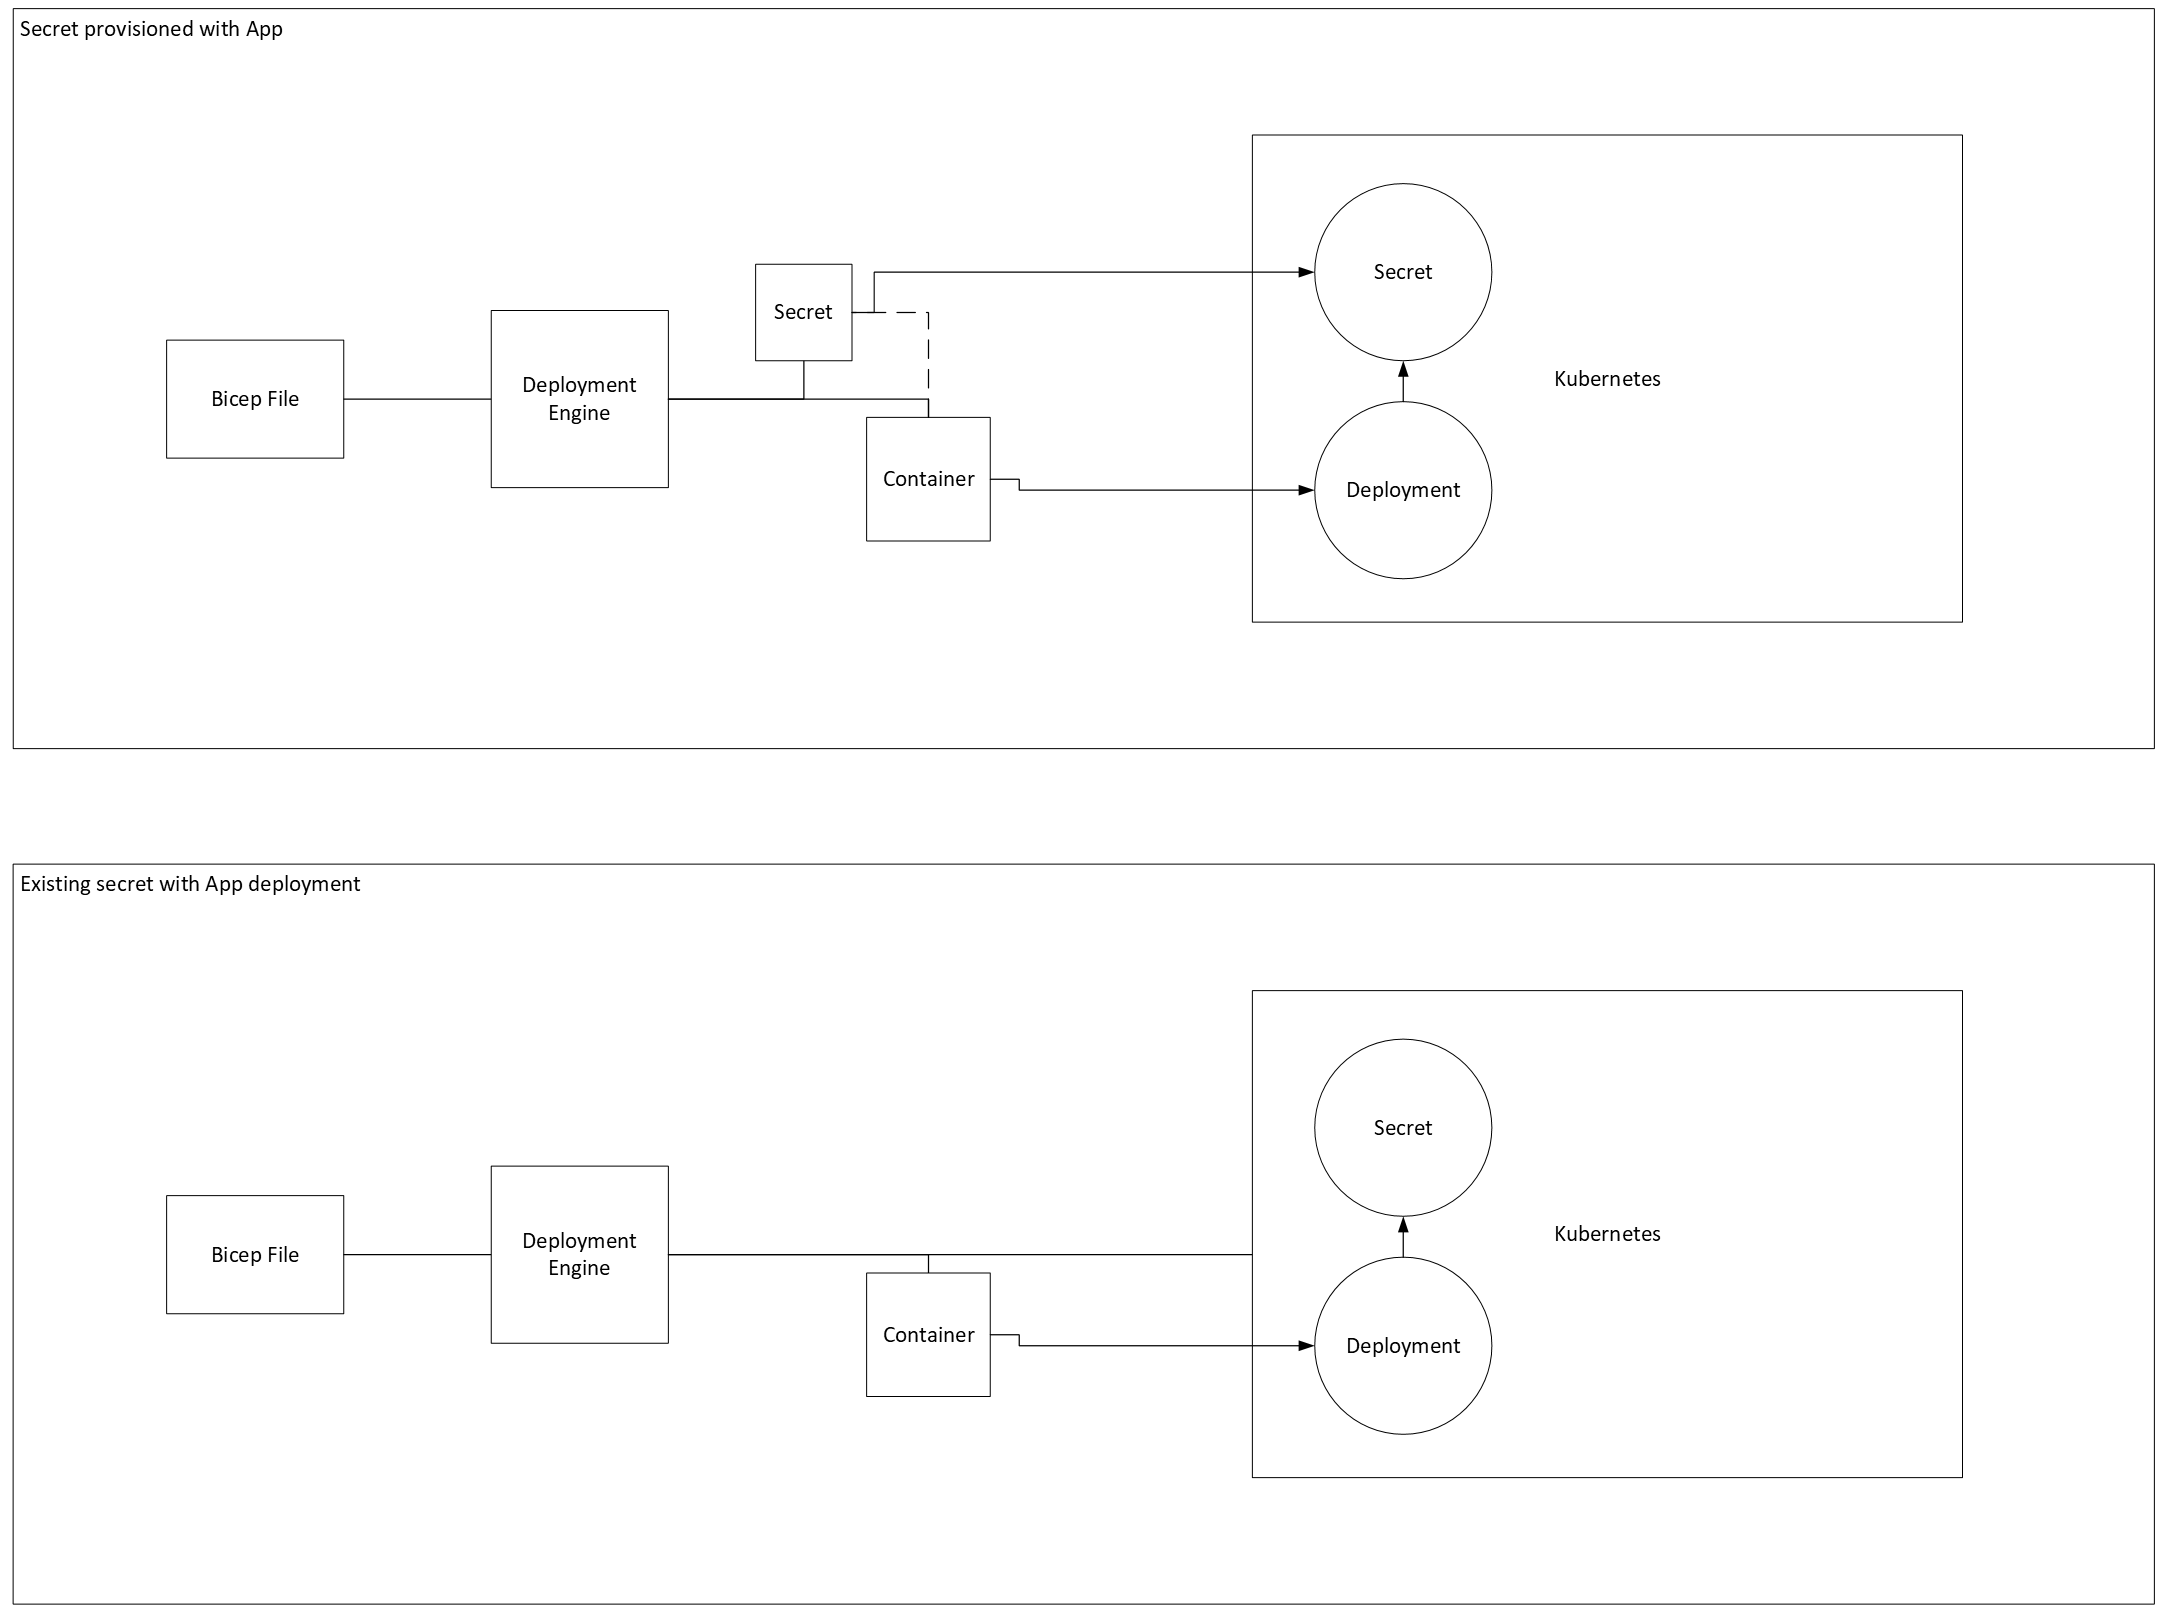 Secret provisioned with App
Secret
Secret
Bicep File
Deployment
Engine
Kubernetes
Container
Deployment
Existing secret with App deployment
Secret
Bicep File
Deployment
Engine
Kubernetes
Container
Deployment